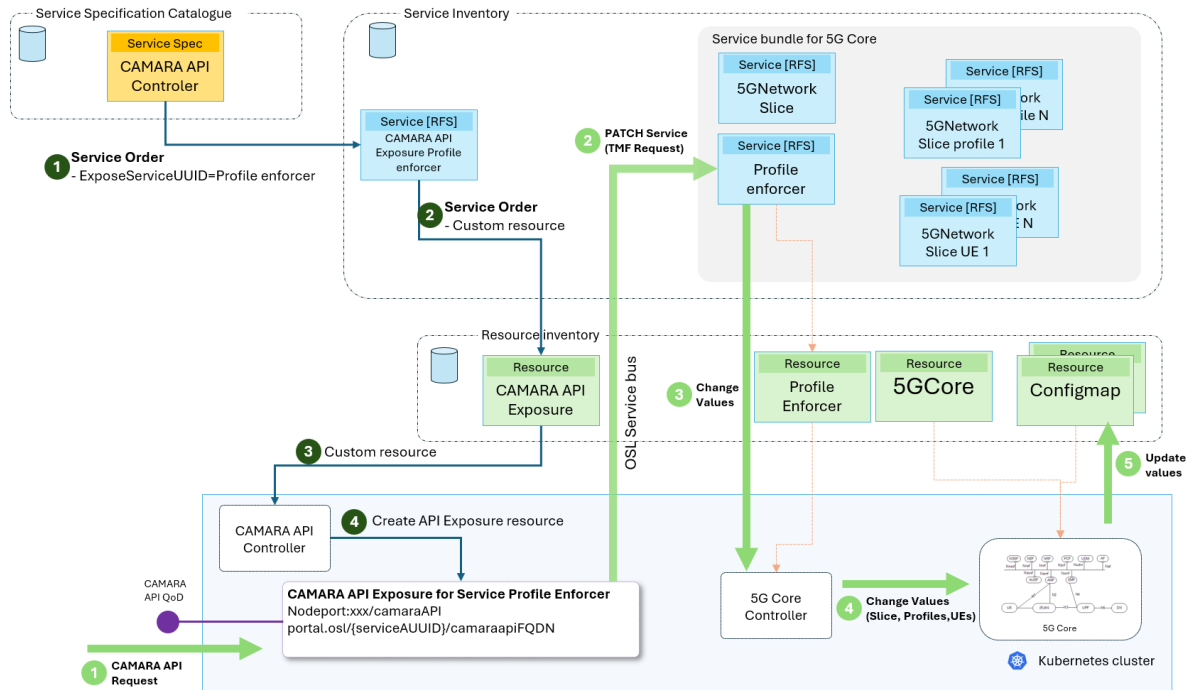 Service Specification Catalogue
Service Spec
CAMARA API
Controler
1
Service Order
- ExposeServiceUUID=Profile enforcer
Service Inventory
Service [RFS]
CAMARA API
Exposure Profile
enforcer
2
Service Order
- Custom resource
Service bundle for 5G Core
Service [RFS]
5GNetwork
Slice
2
PATCH Service
(TMF Request)
Service [RFS]
Profile
enforcer
Service [RFS]
ork
ile N
Service [RFS]
5GNetwork
Slice profile 1
Service [RFS]
ork
E N
Service [RFS]
5GNetwork
Slice UE 1
Resource inventory
Resource
CAMARA API
Exposure
OSL Service bus
3
Change
Values
Resource
Profile
Enforcer
Resource
5GCore
Resource
Resource
Configmap
5
Update
values
3
Custom resource
CAMARA API
Controller
4
Create API Exposure resource
CAMARA
API QoD
CAMARA API Exposure for Service Profile Enforcer
Nodeport:xxx/camaraAPI
portal.osl/{serviceAUUID}/camaraapiFQDN
1
CAMARA API
Request
5G Core
Controller
4
Change Values
(Slice, Profiles,UEs)
5G Core
Kubernetes cluster